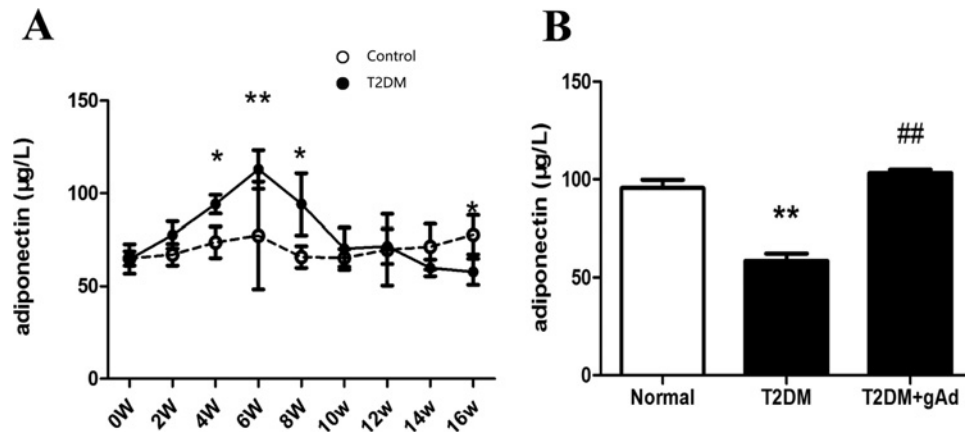 A
Control
T2DM
**
*
*
*
150
100
50
0
adiponectin (µg/L)
0W 2W 4W 6W 8W 10w 12w 14w 16w
B
150
100
50
0
adiponectin (µg/L)
**
##
Normal T2DM T2DM+gAd